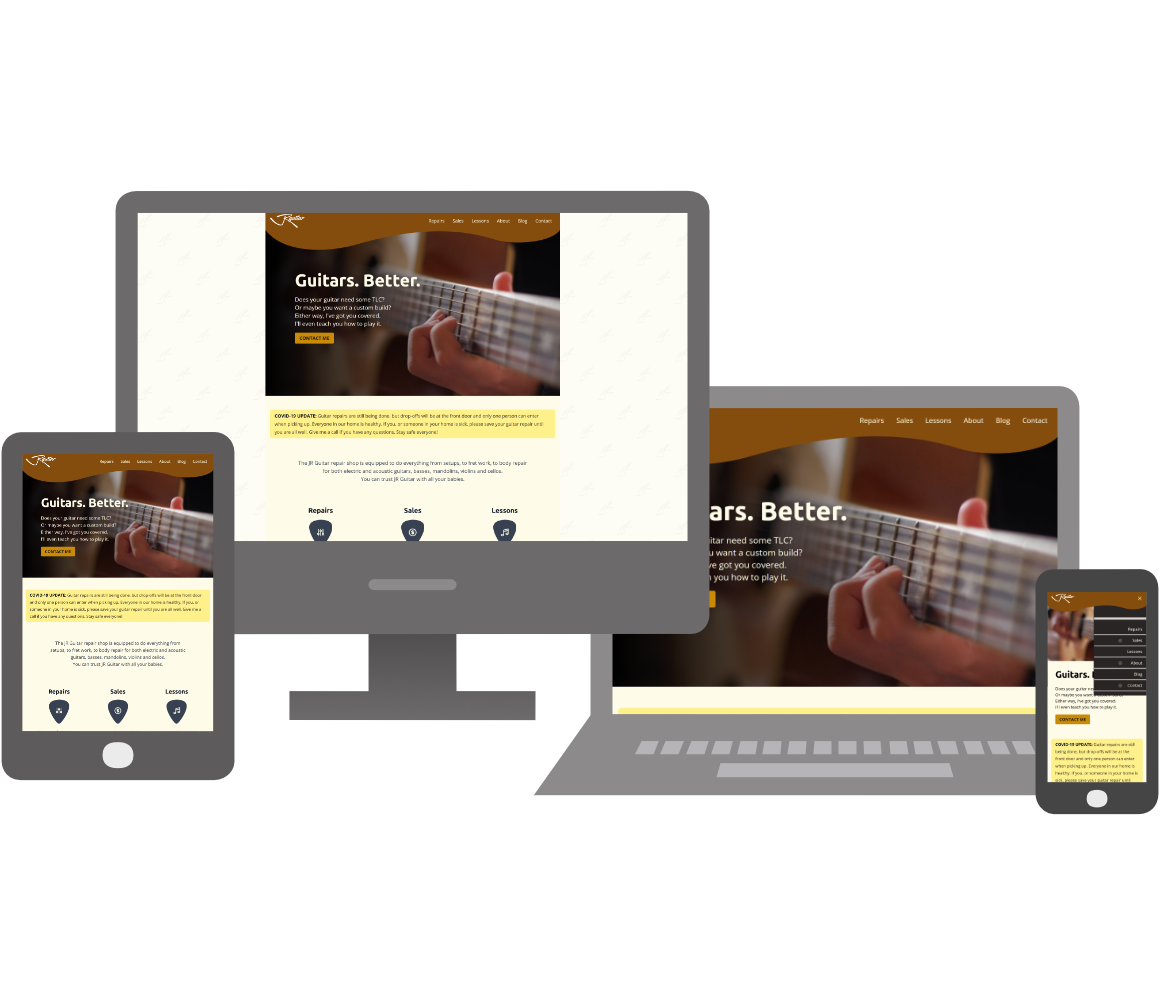 JR Guitar
Repairs Sales Lessons About Blog Contact
Guitars. Better.
Does your guitar need some TLC?
Or maybe you want a custom build?
Either way, I've got you covered.
I'll even teach you how to play it.
CONTACT ME
COVID-19 UPDATE: Guitar repairs are still being done, but drop-offs will be at the front door and only one person can enter
when picking up. Everyone in our home is healthy. If you, or someone in your home is sick, please save your guitar repair until
you are all well. Give me a call if you have any questions. Stay safe everyone!
The JR Guitar repair shop is equipped to do everything from setups, to fret work, to body repair
for both electric and acoustic guitars, basses, mandolins, violins and cellos.
You can trust JR Guitar with all your babies.
Repairs Sales Lessons
Repairs Sales Lessons About Blog Contact
ars. Better.
itar need some TLC?
u want a custom build?
ve got you covered.
you how to play it.
Repairs Sales Lessons About Blog Contact
Guitars. Better.
Does your guitar need some TLC?
Or maybe you want a custom build?
Either way, I've got you covered.
I'll even teach you how to play it.
CONTACT ME
COVID-19 UPDATE: Guitar repairs are still being done, but drop-offs will be at the front door
and only one person can enter when picking up. Everyone in our home is healthy. If you, or
someone in your home is sick, please save your guitar repair until you are all well. Give me a
call if you have any questions. Stay safe everyone!
The JR Guitar repair shop is equipped to do everything from
setups, to fret work, to body repair for both electric and acoustic
guitars, basses, mandolins, violins and cellos.
You can trust JR Guitar with all your babies.
Repairs Sales Lessons
Repairs
Sales
Lessons
About
Blog
Contact
Guitars.
Does your guitar
Or maybe you want a custom build?
Either way, I've got you covered.
I'll even teach you how to play it.
CONTACT ME
COVID-19 UPDATE: Guitar repairs are still
being done, but drop-offs will be at the
front door and only one person can enter
when picking up. Everyone in our home is
healthy. If you, or someone in your home is
sick, please save your guitar repair until